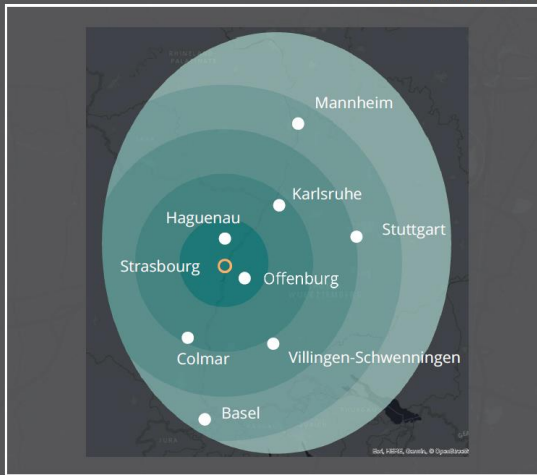 Mannheim
Karlsruhe
Haguenau
Stuttgart
Strasbourg
Offenburg
Colmar
Villingen-Schwenningen
Basel